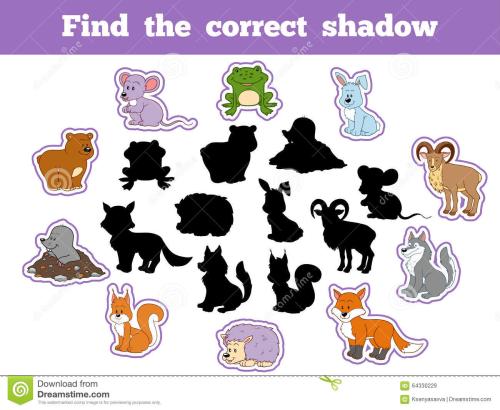 Find the correct shadow
Download from
Dreamstime.com
This watermarked comp image is for previewing purposes only.
64330229
Ksenyasavva | Dreamstime.com